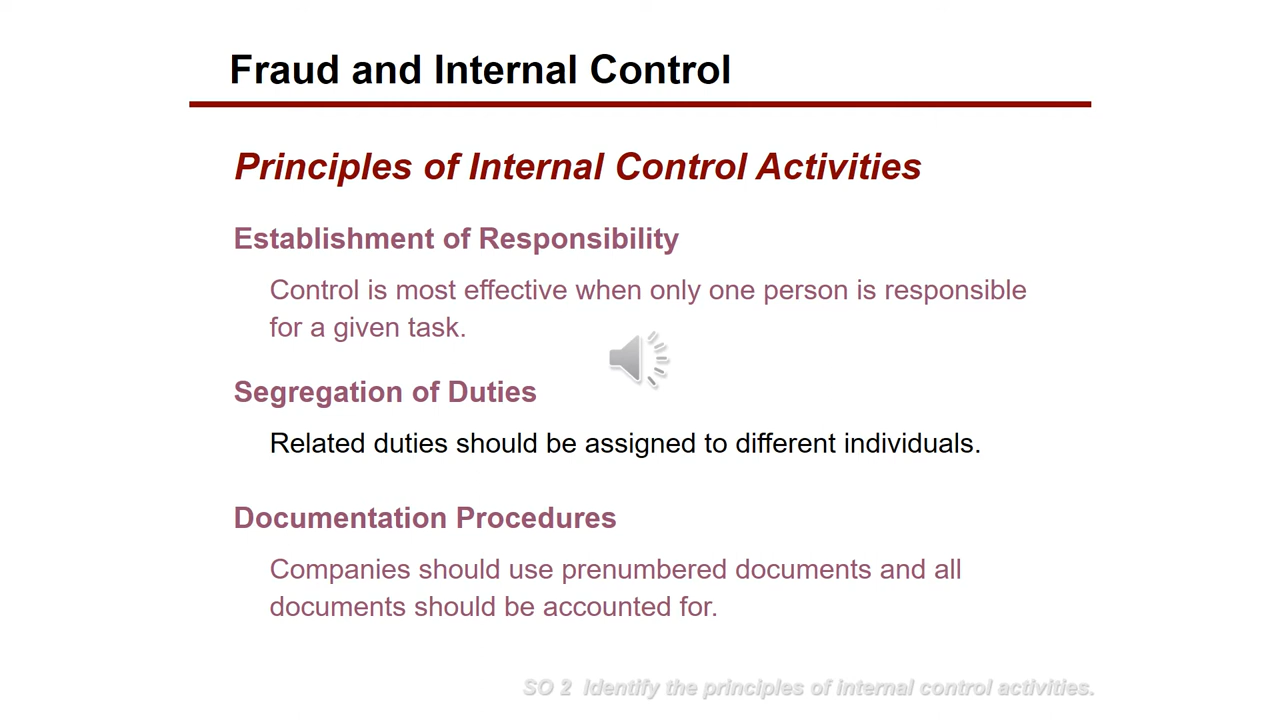 Fraud and Internal Control
Principles of Internal Control Activities
Establishment of Responsibility
Control is most effective when only one person is responsible
for a given task.
Segregation of Duties
Related duties should be assigned to different individuals.
Documentation Procedures
Companies should use prenumbered documents and all
documents should be accounted for.
SO 2 Identify the principles of internal control activities.